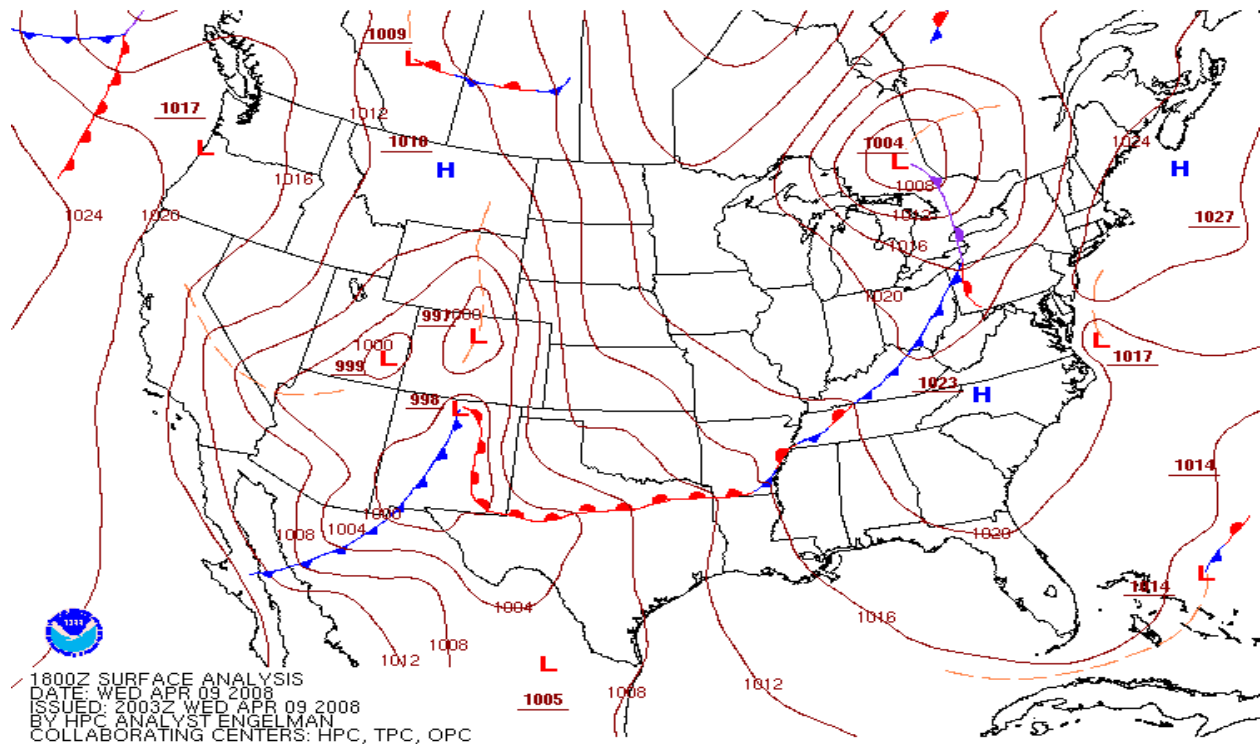 1009
1017
L
L
1012
1010
H
1004
L
1024
H
1008
1016
1024
1020
1012
1027
1016
1020
997
1000
L
L
1017
1000
999
L
1023
H
998
L
1014
1000
1004
1008
1020
L
1014
1004
1016
1008
1012
L
1008
1012
1005
1800Z SURFACE ANALYSIS
DATE: WED APR 09 2008
ISSUED: 2003Z WED APR 09 2008
BY HPC ANALYST ENGELMAN
COLLABORATING CENTERS: HPC, TPC, OPC